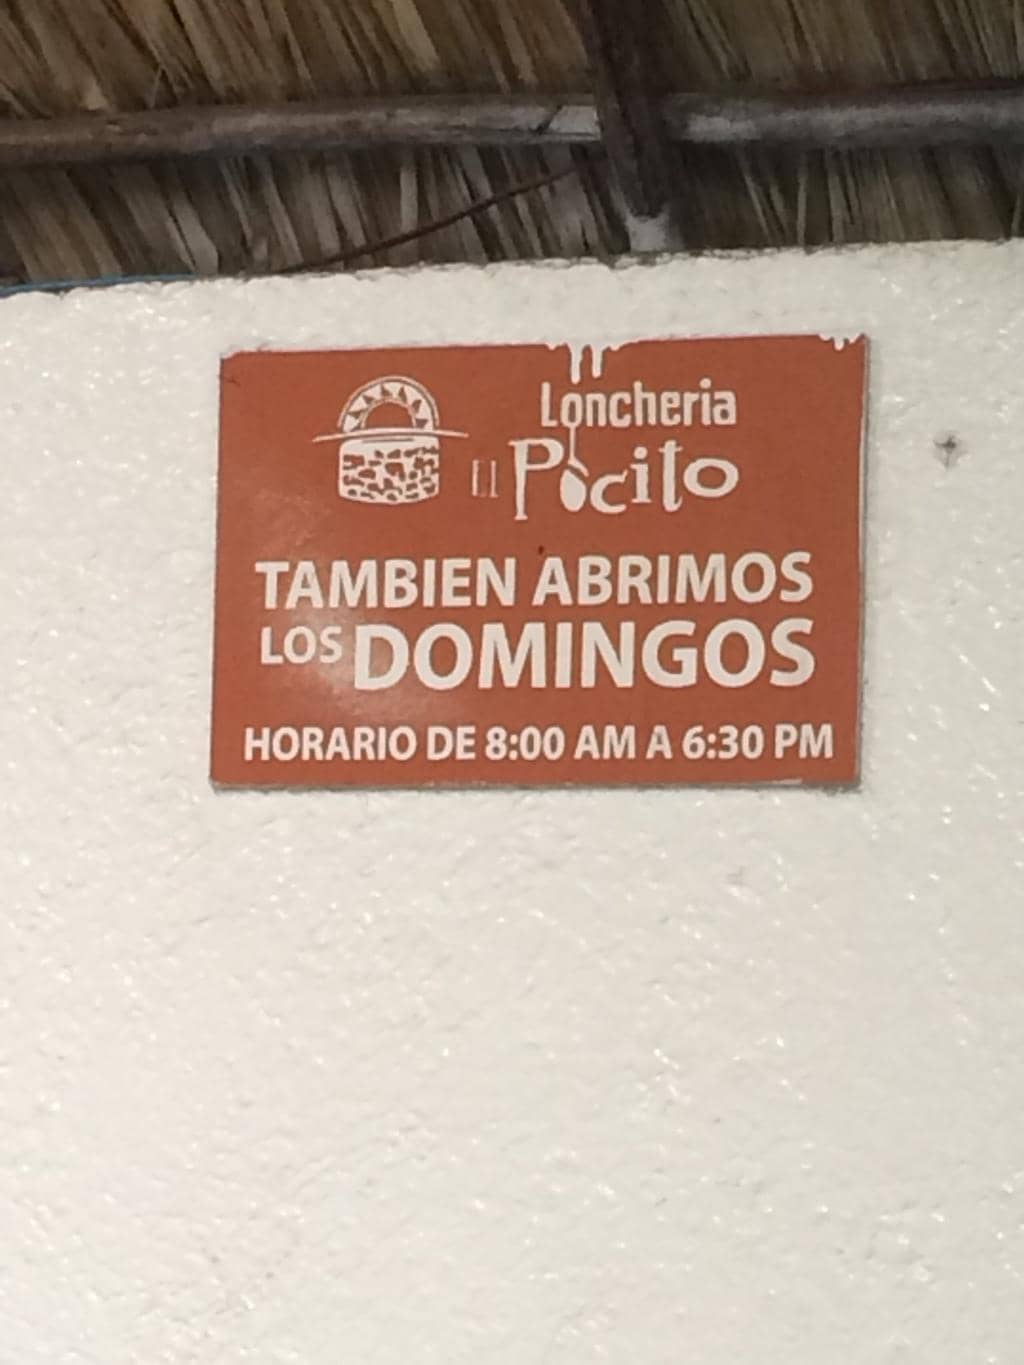 Loncheria
El Pocito
TAMBIEN ABRIMOS
LOS DOMINGOS
HORARIO DE 8:00 AM A 6:30 PM